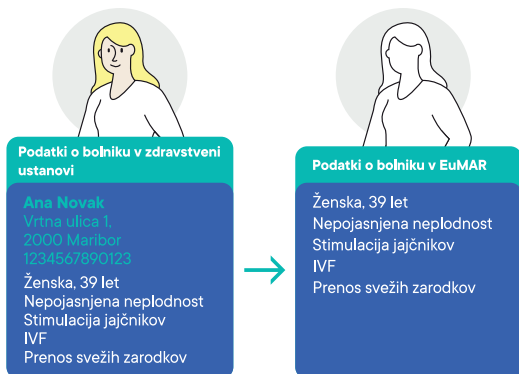 Podatki o bolniku v zdravstveni
ustanovi
Ana Novak
Vrtna ulica 1,
2000 Maribor
1234567890123
Ženska, 39 let
Nepojasnjena neplodnost
Stimulacija jajčnikov
IVF
Prenos svežih zarodkov
Podatki o bolniku v EuMAR
Ženska, 39 let
Nepojasnjena neplodnost
Stimulacija jajčnikov
IVF
Prenos svežih zarodkov